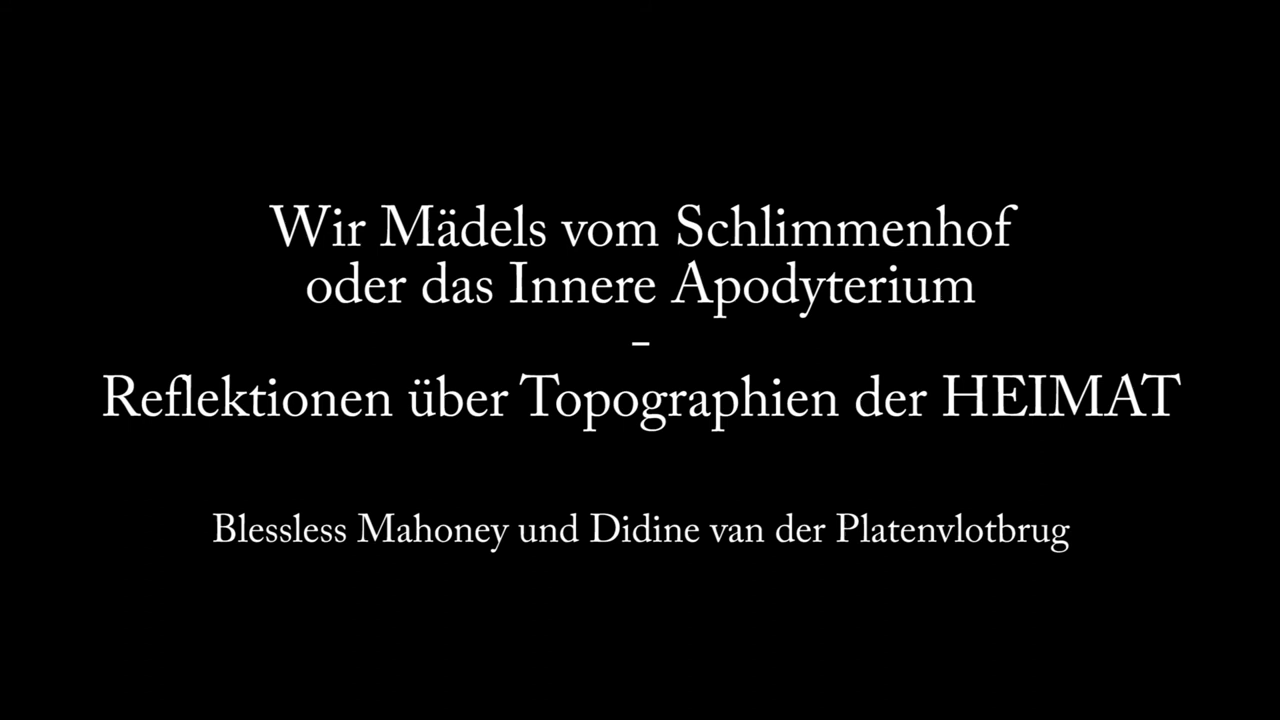 Wir Mädels vom Schlimmenhof
oder das Innere Apodyterium
–
Reflektionen über Topographien der HEIMAT
Blessless Mahoney und Didine van der Platenvlotbrug